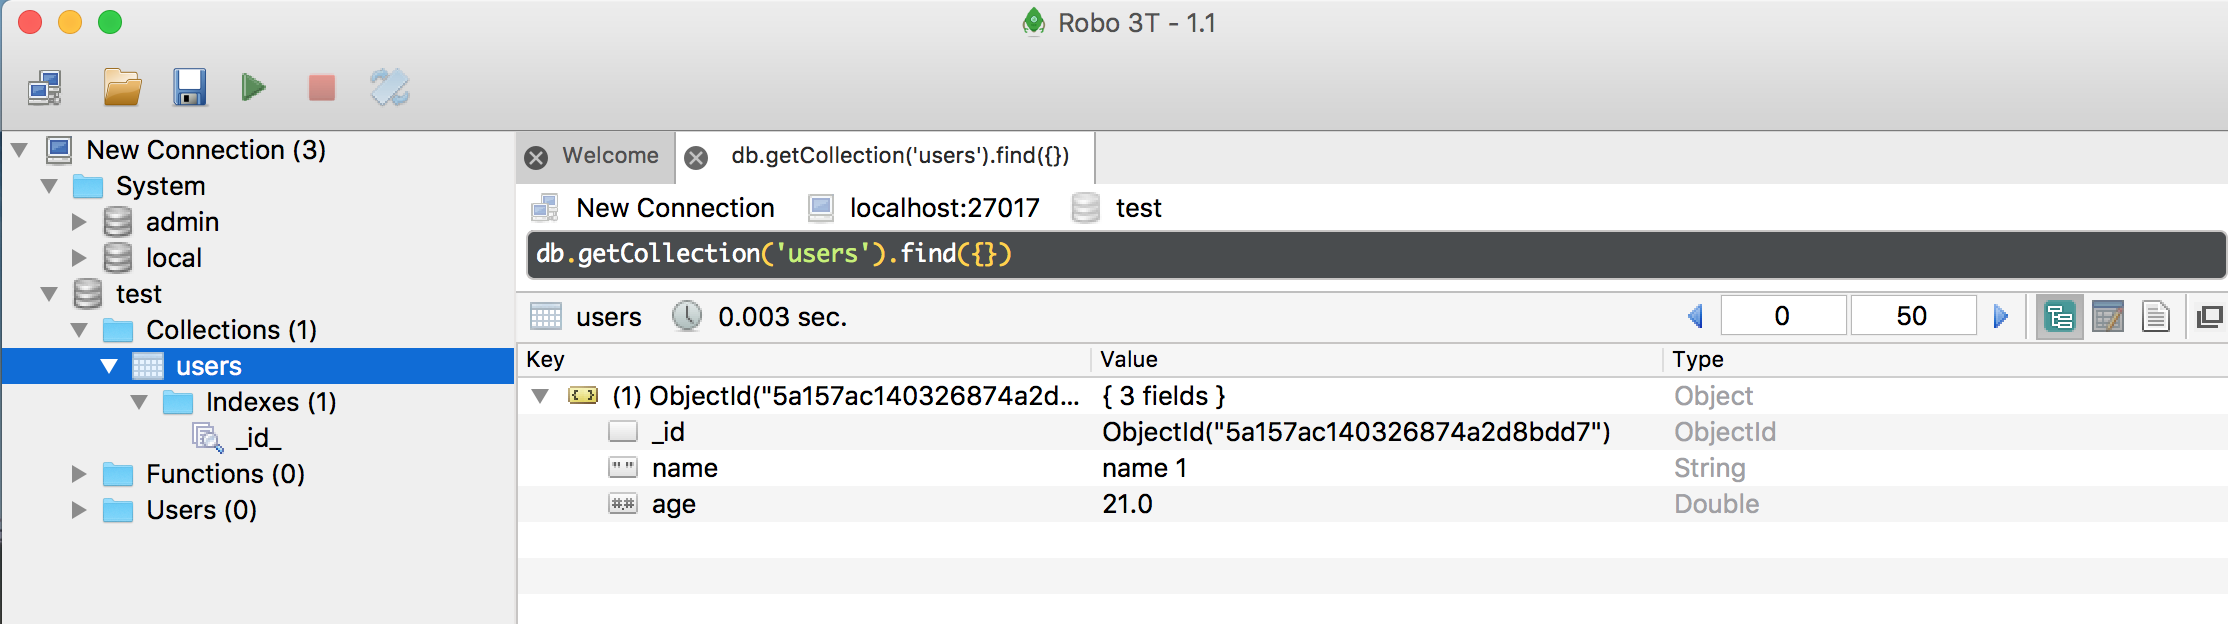 Robo 3T - 1.1
New Connection (3)
System
admin
local
test
Collections (1)
users
Indexes (1)
_id_
Functions (0)
Users (0)
Welcome
db.getCollection('users').find({})
New Connection localhost:27017 test
db.getCollection('users').find({})
users 0.003 sec. 0 50
Key Value Type
(1) ObjectId("5a157ac140326874a2d... { 3 fields } Object
_id ObjectId("5a157ac140326874a2d8bdd7") ObjectId
name name 1 String
age 21.0 Double